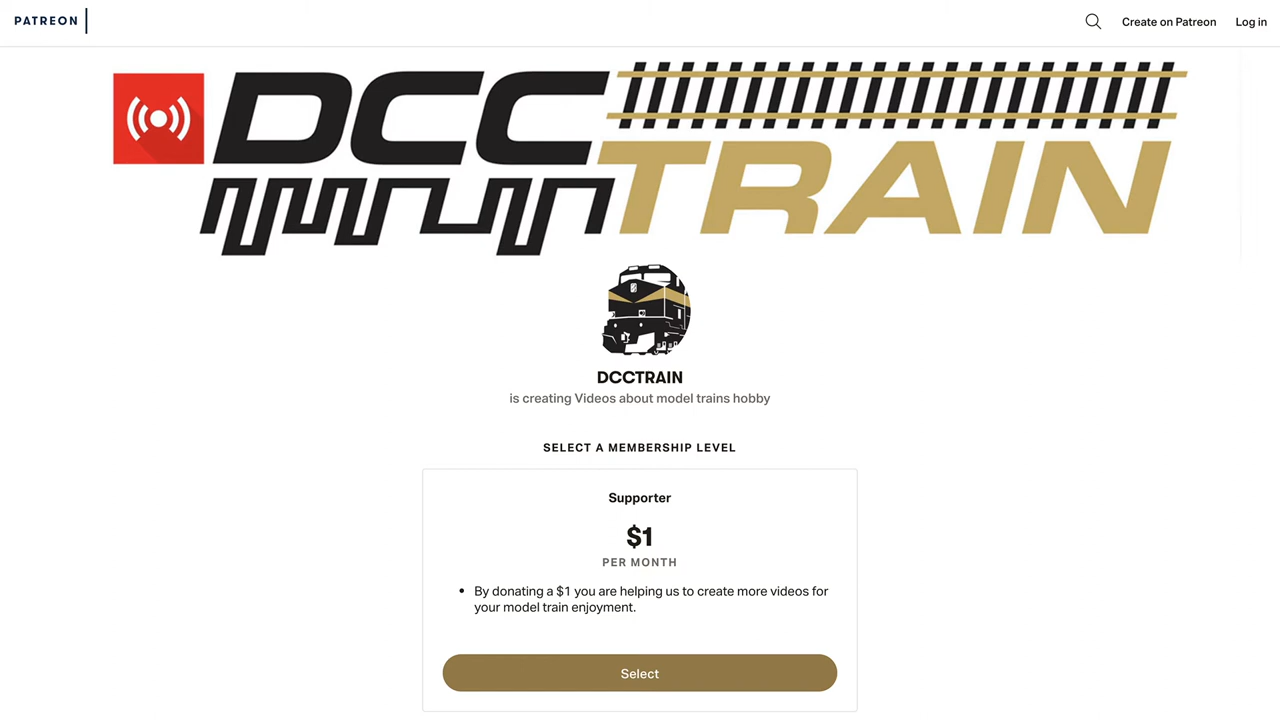 PATREON
Create on Patreon
Log in
DCC
TRAIN
DCCTRAIN
is creating Videos about model trains hobby
SELECT A MEMBERSHIP LEVEL
Supporter
$1
PER MONTH
• By donating a $1 you are helping us to create more videos for
your model train enjoyment.
Select